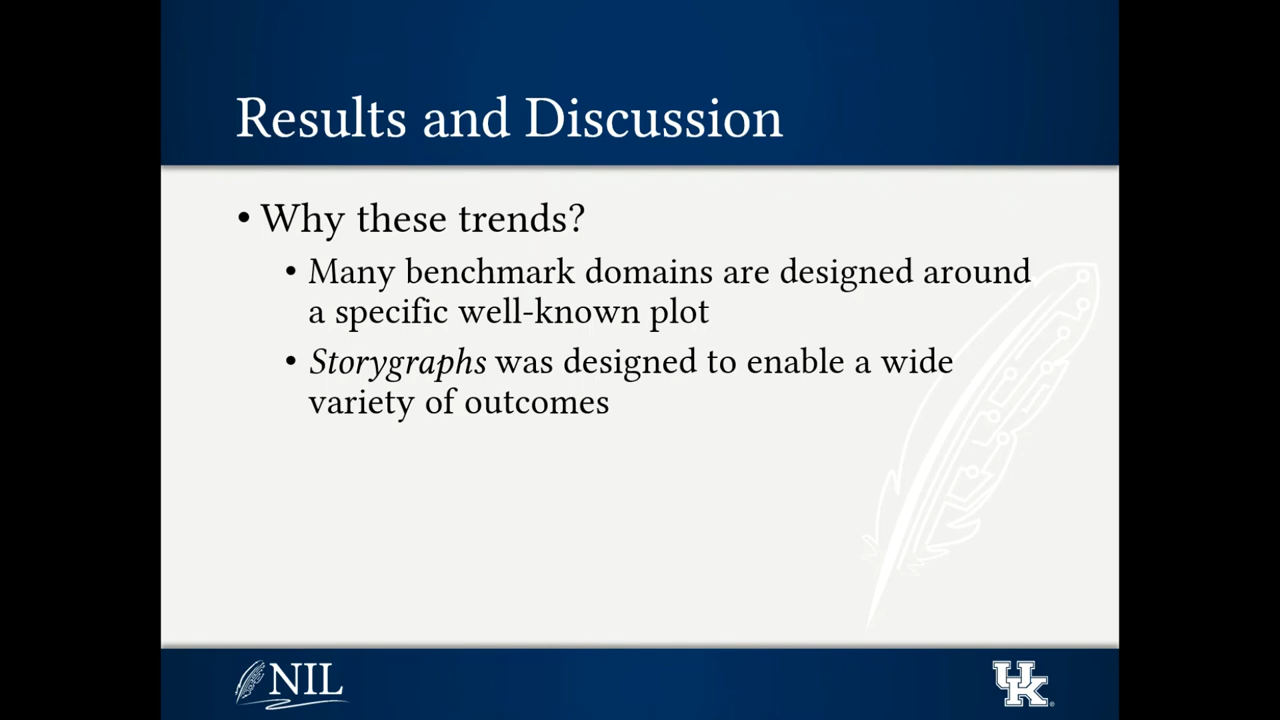 Results and Discussion
• Why these trends?
• Many benchmark domains are designed around
a specific well-known plot
• Storygraphs was designed to enable a wide
variety of outcomes
NIL
UK